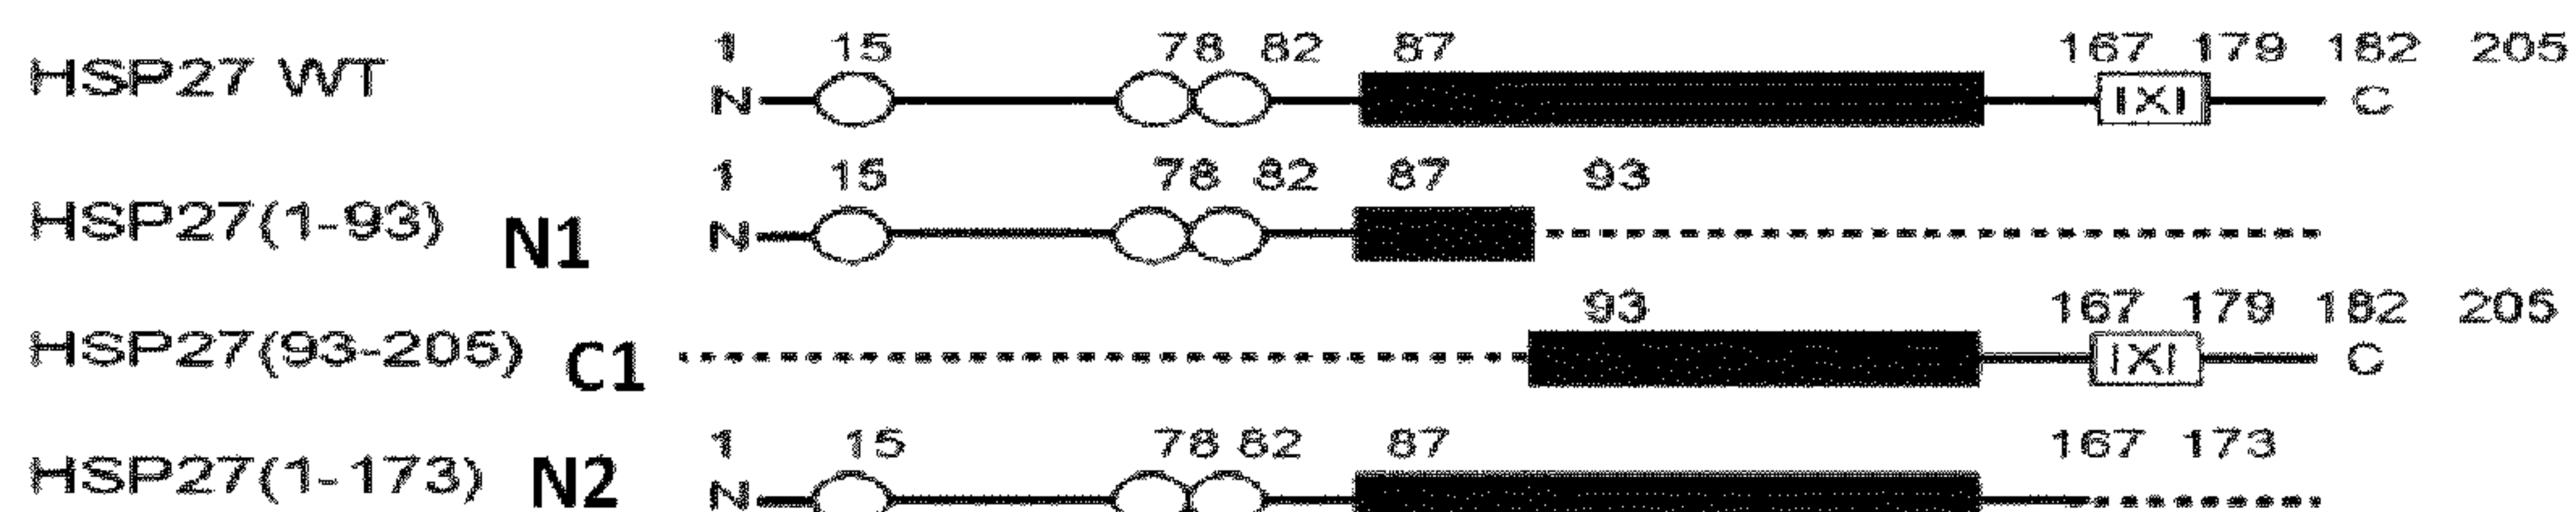 1 15 78 82 87 167 179 182 205
HSP27 WT N IXI C
1 15 78 82 87 93
HSP27(1-93) N1 N
93 167 179 182 205
HSP27(93-205) C1 IXI C
1 15 78 82 87 167 173
HSP27(1-173) N2 N